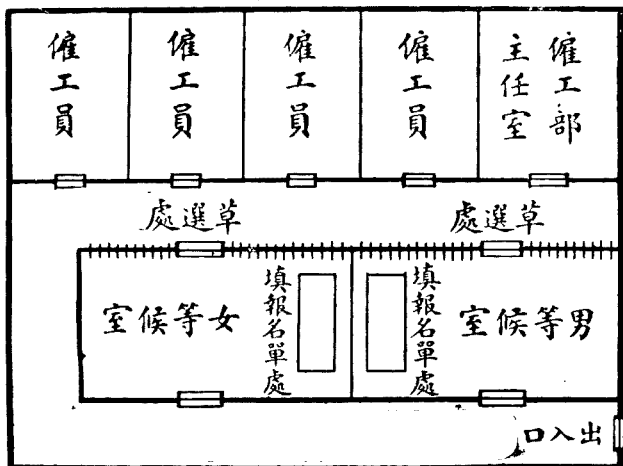 僱工部
主任室
僱工員
僱工員
僱工員
僱工員
草選處
草選處
男等候室
填報名單處
填報名單處
女等候室
出入口